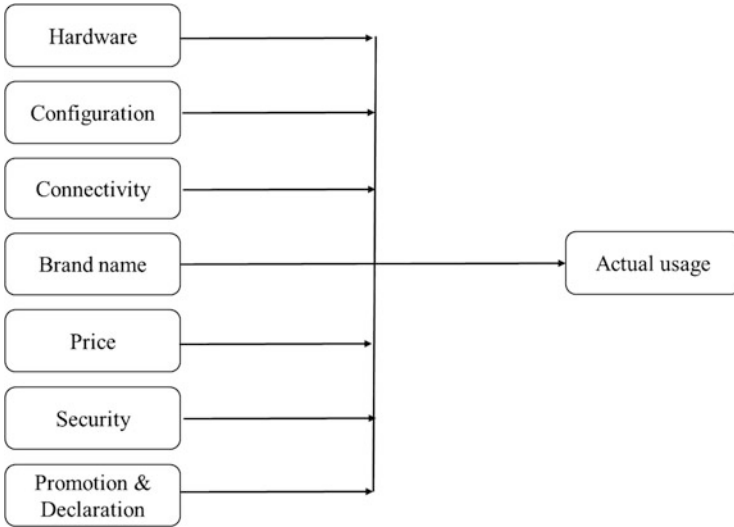 Hardware
Configuration
Connectivity
Brand name
Actual usage
Price
Security
Promotion &
Declaration